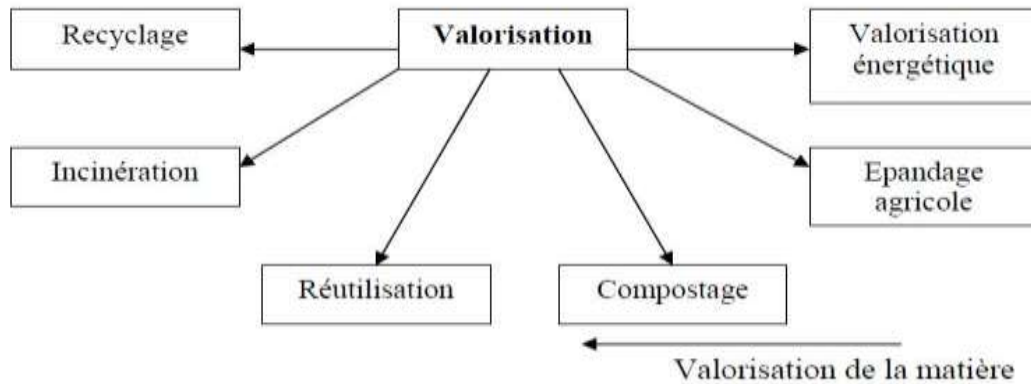 Recyclage
Valorisation
Valorisation
énergétique
Incinération
Epandage
agricole
Réutilisation
Compostage
Valorisation de la matière